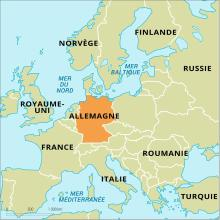 FINLANDE
NORVÈGE
RUSSIE
MER
BALTIQUE
MER
DU
NORD
ROYAUME-
UNI
ALLEMAGNE
FRANCE
ROUMANIE
ITALIE
MER
MÉDITERRANÉE
TURQUIE